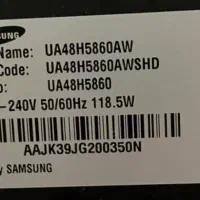 SAMSUNG
Name: UA48H5860AW
Code: UA48H5860AWSHD
o: UA48H5860
-240V 50/60Hz 118.5W
AAJK39JG200350N
y SAMSUNG